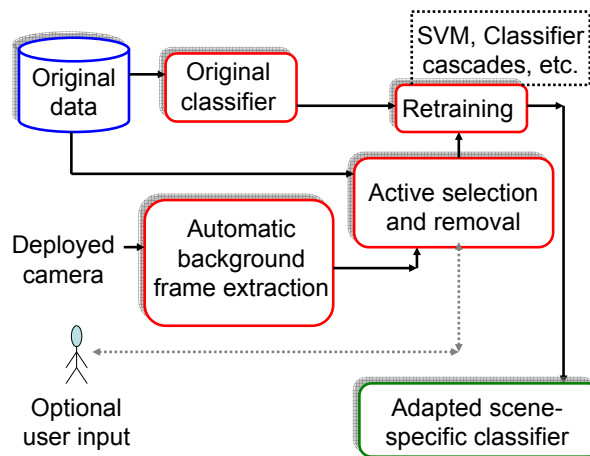 SVM, Classifier
cascades, etc.
Original
data
Original
classifier
Retraining
Active selection
and removal
Automatic
background
frame extraction
Deployed
camera
Optional
user input
Adapted scene-
specific classifier